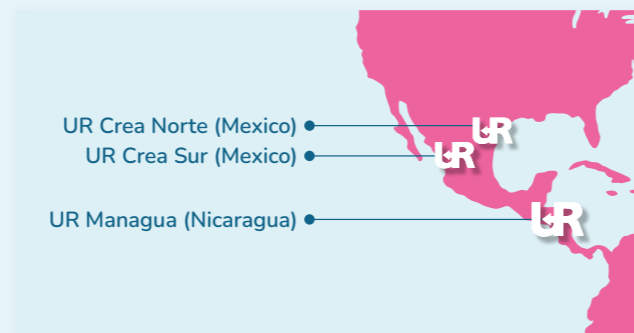 UR Crea Norte (Mexico)
UR
UR Crea Sur (Mexico)
UR
UR Managua (Nicaragua)
UR